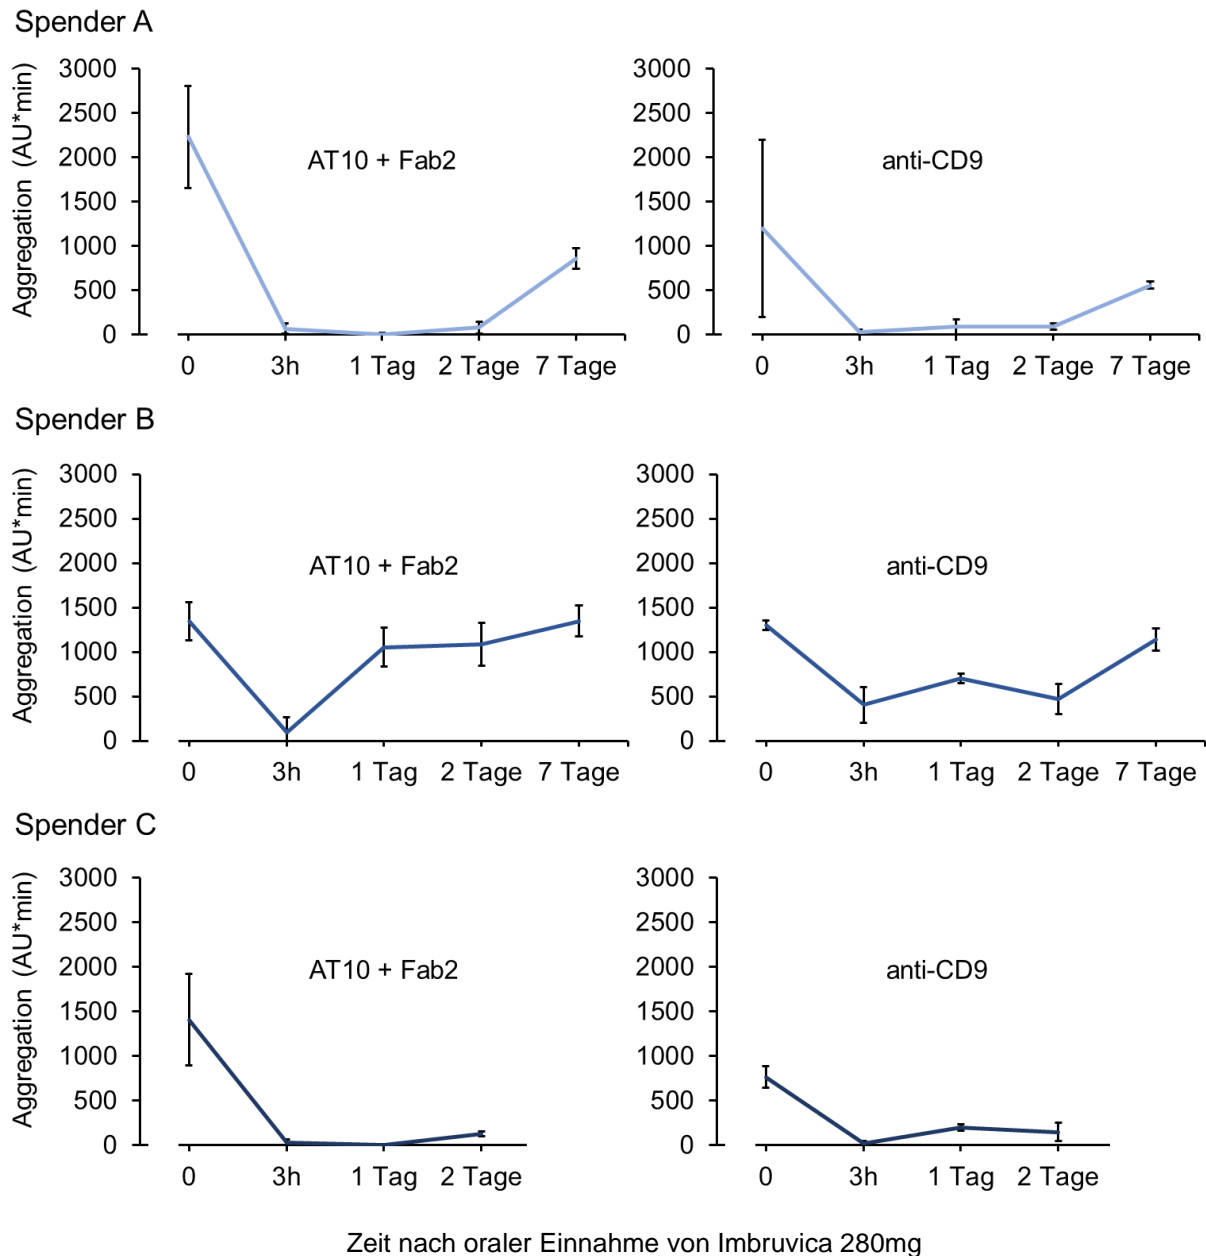 Spender A
Aggregation (AU*min)
3000
2500
2000
1500
1000
500
0
AT10 + Fab2
0 3h 1 Tag 2 Tage 7 Tage
3000
2500
2000
1500
1000
500
0
anti-CD9
0 3h 1 Tag 2 Tage 7 Tage
Spender B
Aggregation (AU*min)
3000
2500
2000
1500
1000
500
0
AT10 + Fab2
0 3h 1 Tag 2 Tage 7 Tage
3000
2500
2000
1500
1000
500
0
anti-CD9
0 3h 1 Tag 2 Tage 7 Tage
Spender C
Aggregation (AU*min)
3000
2500
2000
1500
1000
500
0
AT10 + Fab2
0 3h 1 Tag 2 Tage
3000
2500
2000
1500
1000
500
0
anti-CD9
0 3h 1 Tag 2 Tage
Zeit nach oraler Einnahme von Imbruvica 280mg